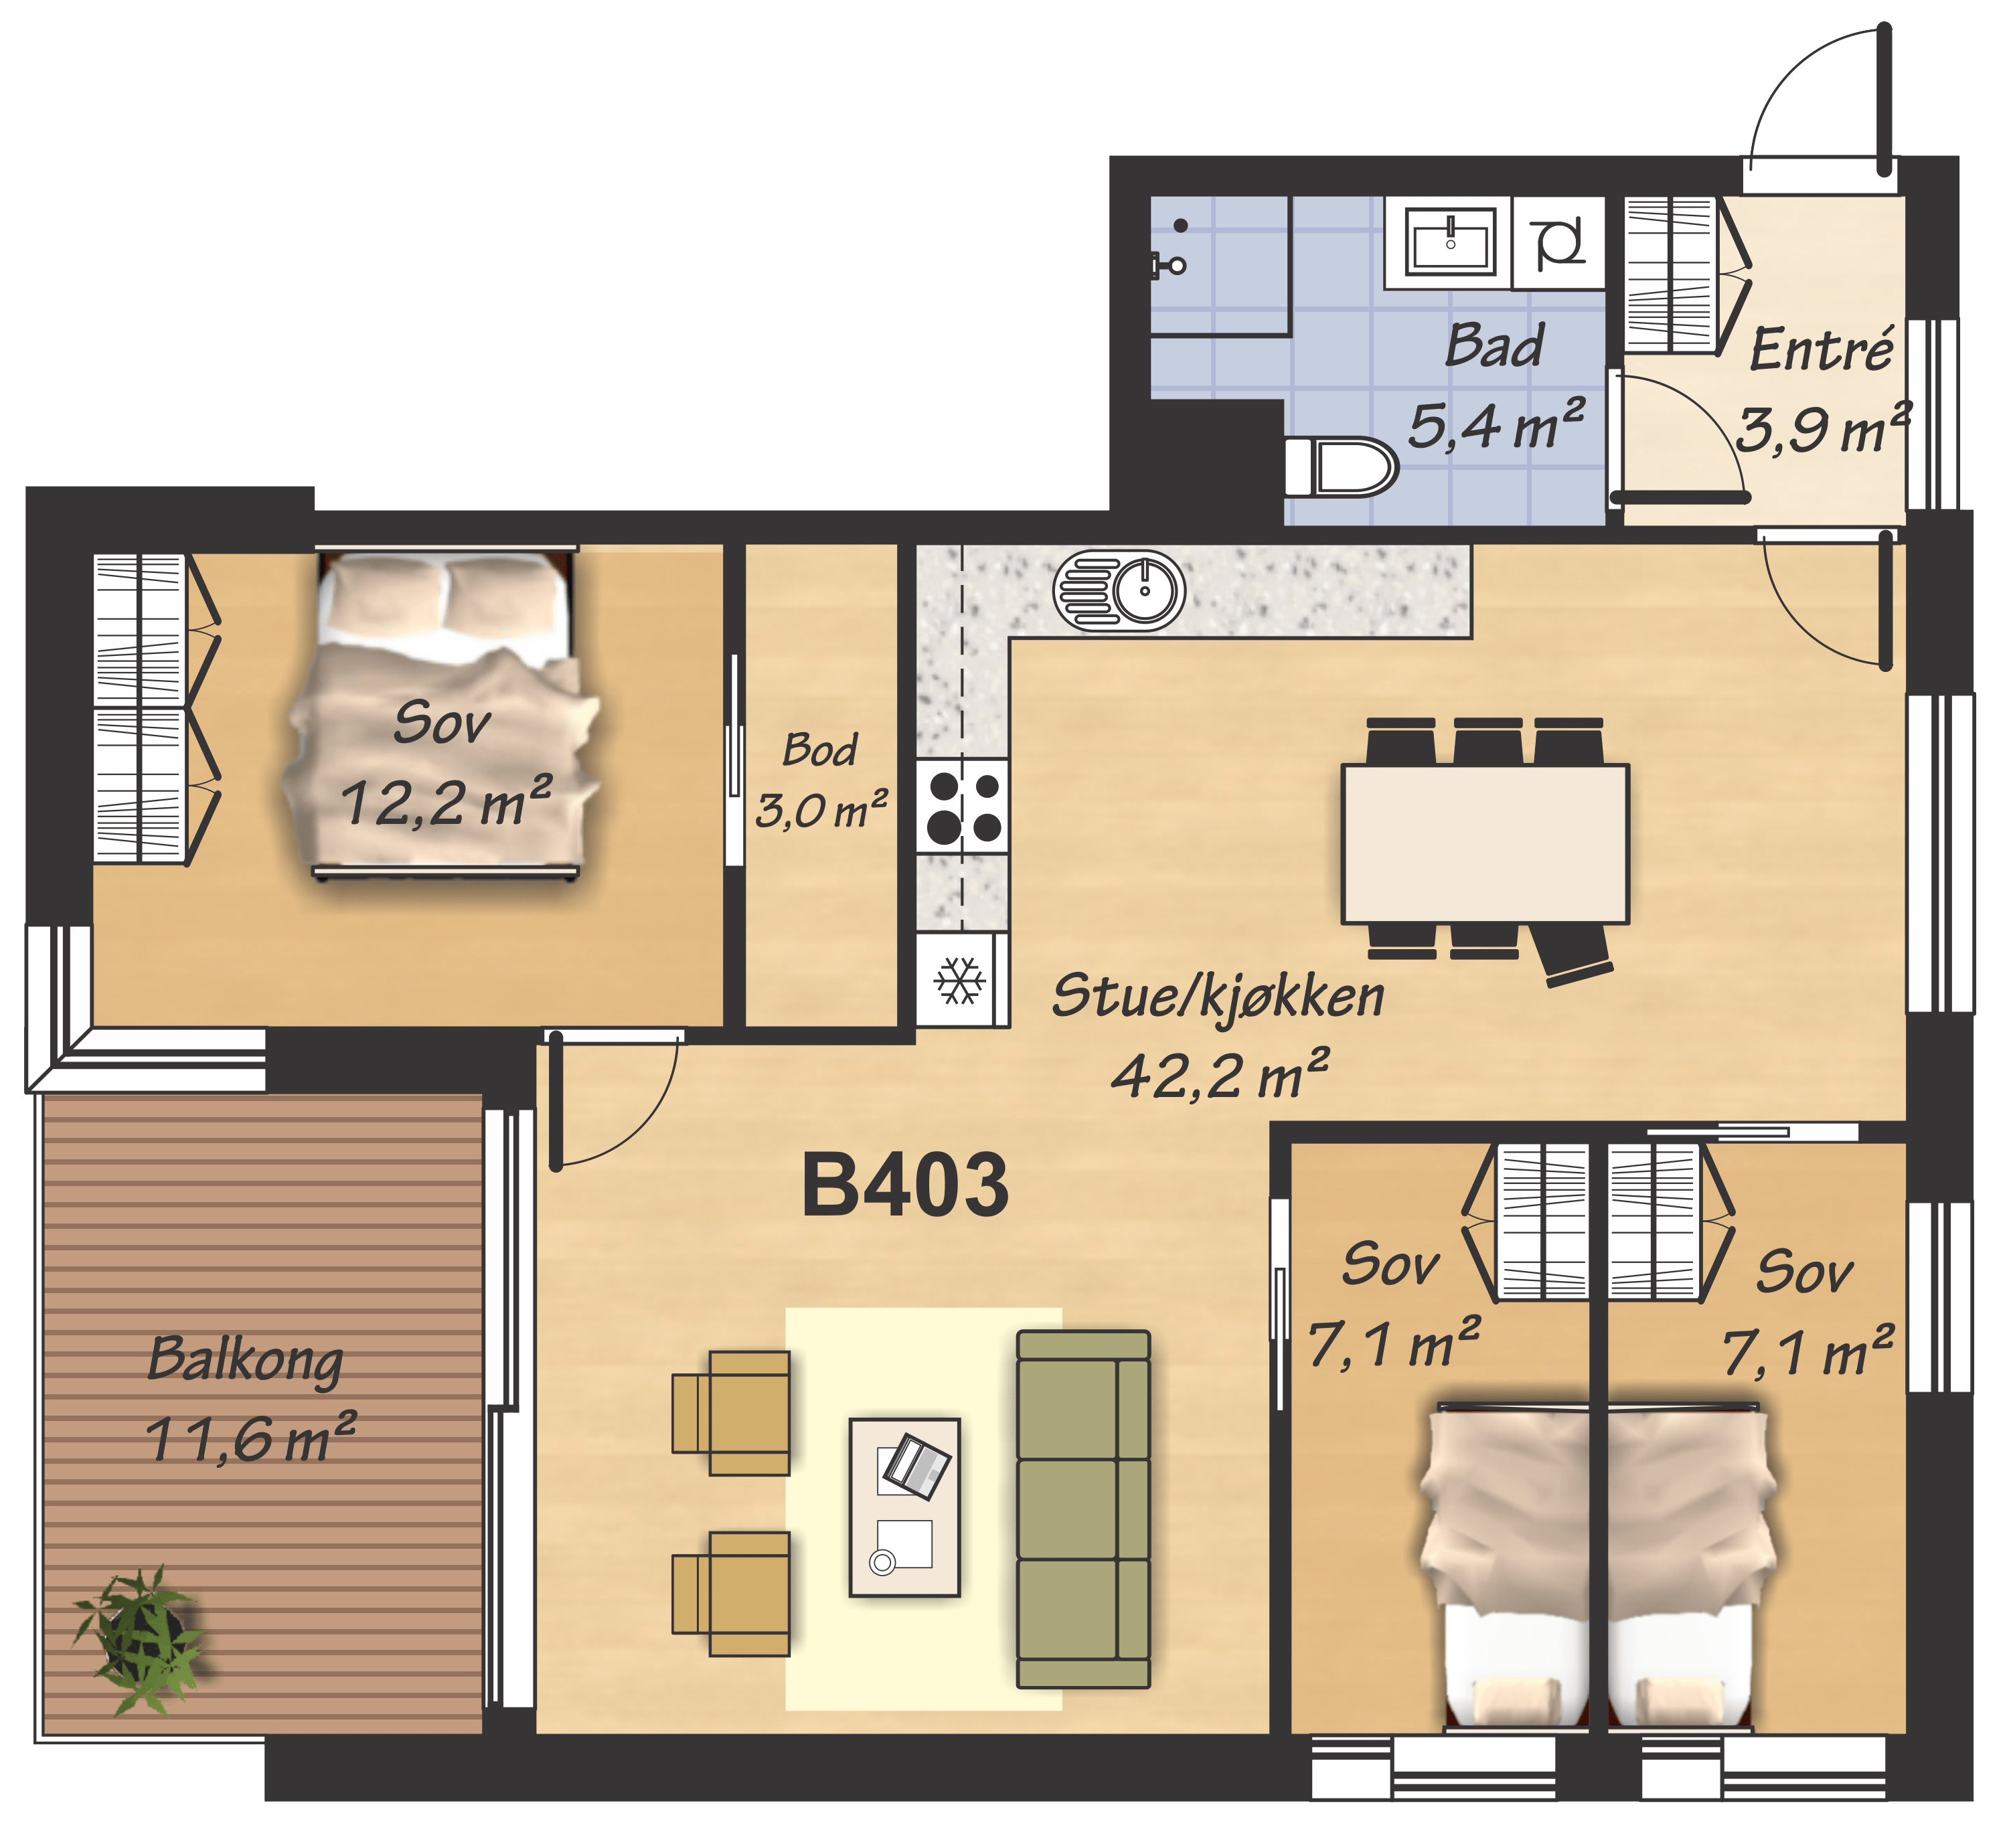 Bad
5,4 m²
Entré
3,9 m²
Sov
12,2 m²
Bod
3,0 m²
Stue/kjøkken
42,2 m²
B403
Sov
7,1 m²
Sov
7,1 m²
Balkong
11,6 m²